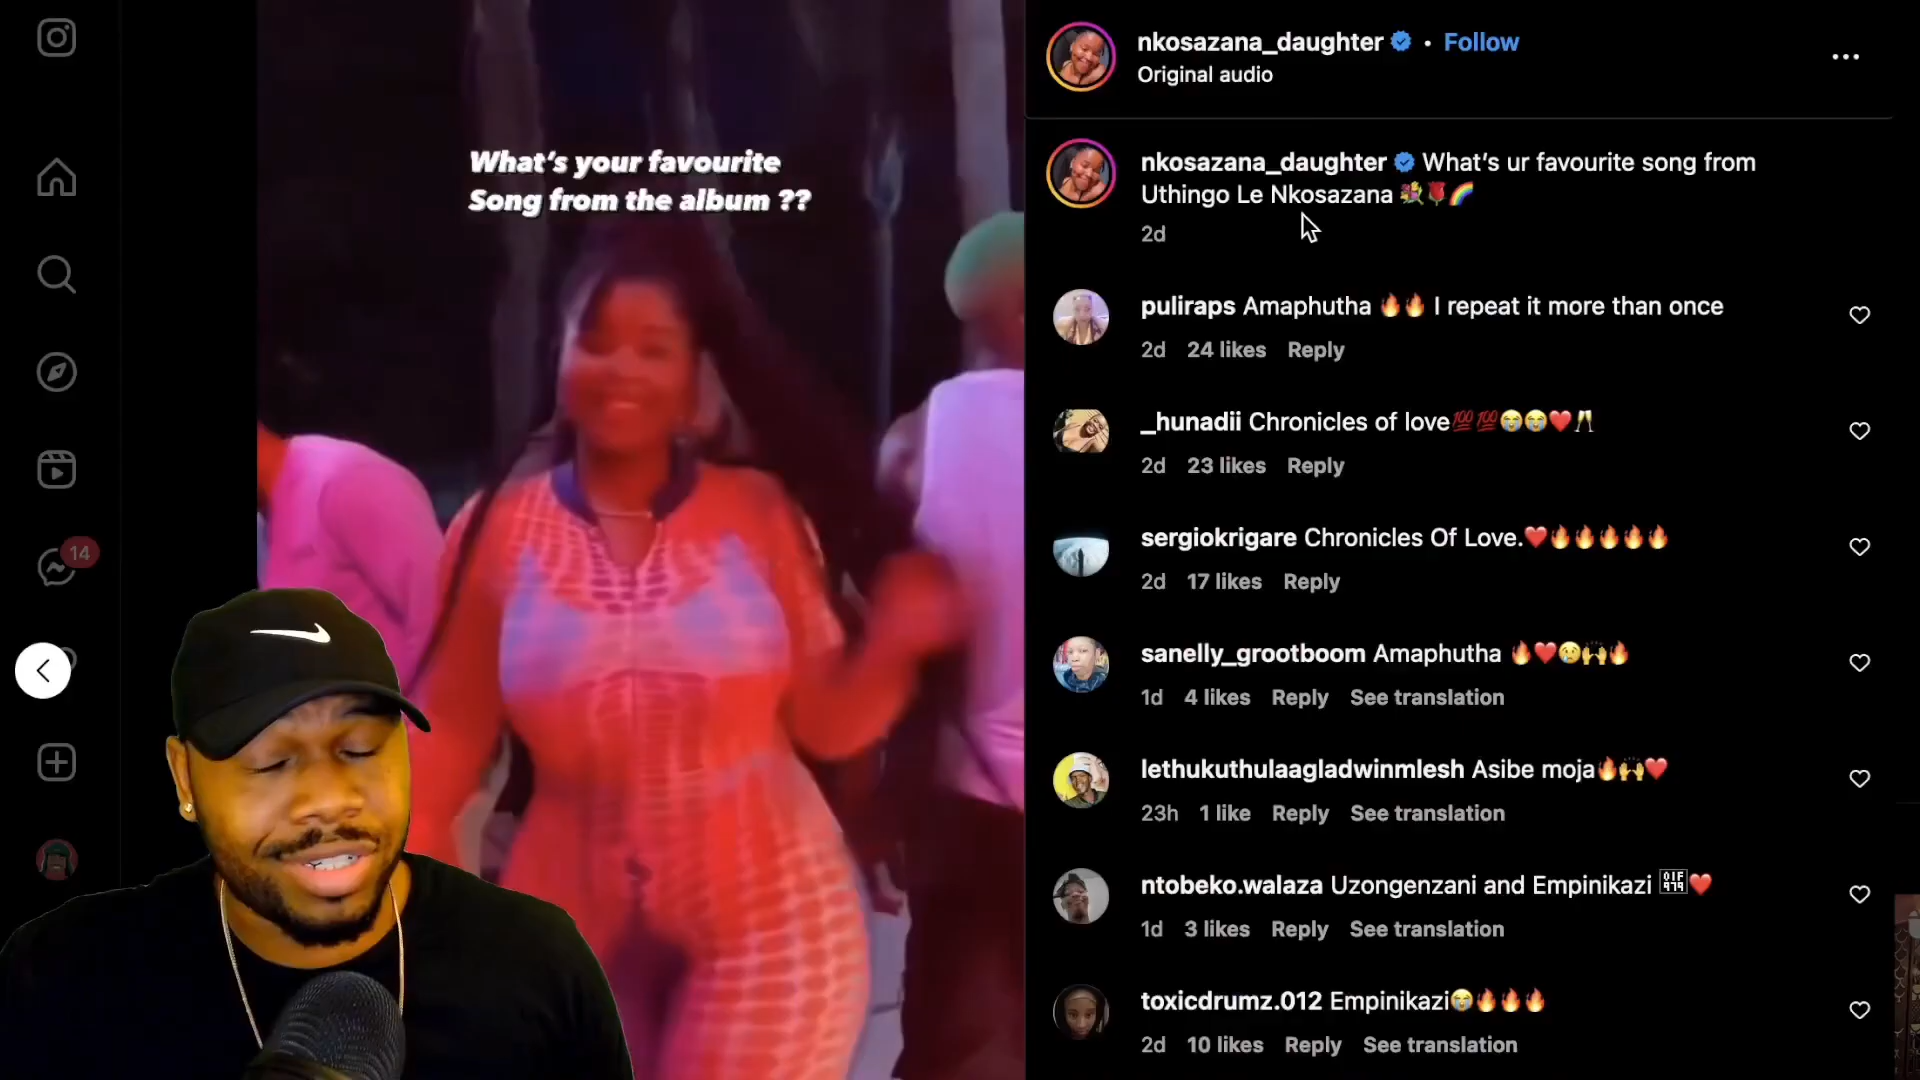 What's your favourite
Song from the album ??
14
nkosazana_daughter • Follow
Original audio
nkosazana_daughter What's ur favourite song from
Uthingo Le Nkosazana 💐🌹🌈
2d
puliraps Amaphutha 🔥🔥 I repeat it more than once
2d 24 likes Reply
_hunadii Chronicles of love💯💯😭😭❤️🥂
2d 23 likes Reply
sergiokrigare Chronicles Of Love.❤️🔥🔥🔥🔥🔥
2d 17 likes Reply
sanelly_grootboom Amaphutha 🔥❤️😢🙌🔥
1d 4 likes Reply See translation
lethukuthulaagladwinmlesh Asibe moja🔥🙌❤️
23h 1 like Reply See translation
ntobeko.walaza Uzongenzani and Empinikazi ❤️
1d 3 likes Reply See translation
toxicdrumz.012 Empinikazi😭🔥🔥🔥
2d 10 likes Reply See translation